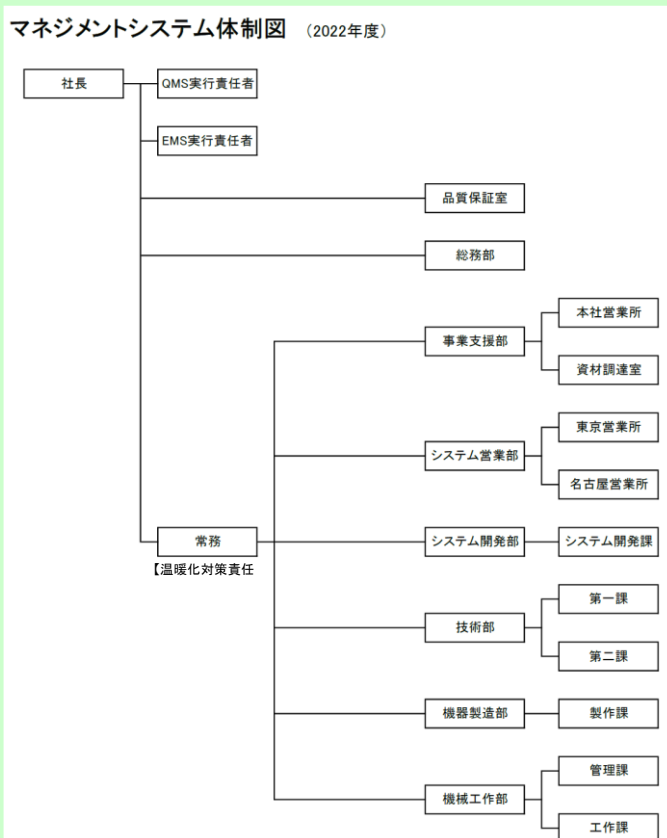 マネジメントシステム体制図 （2022年度）
社長
QMS実行責任者
EMS実行責任者
品質保証室
総務部
本社営業所
事業支援部
資材調達室
東京営業所
システム営業部
名古屋営業所
常務
システム開発部
システム開発課
【温暖化対策責任
第一課
技術部
第二課
機器製造部
製作課
管理課
機械工作部
工作課